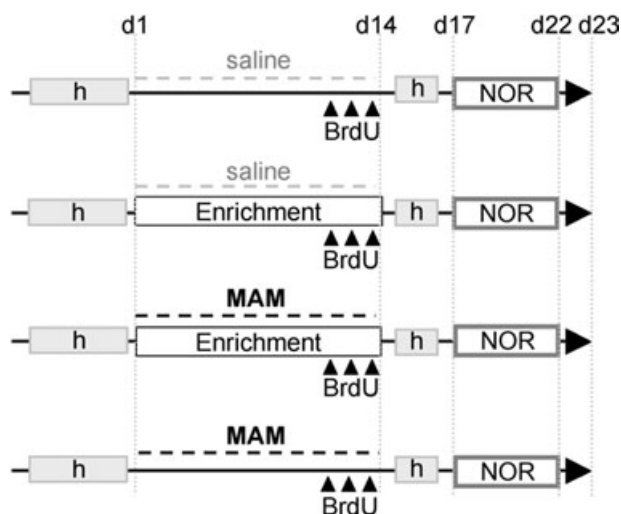 d1 d14 d17 d22 d23
saline
h h NOR
BrdU
saline
h Enrichment h NOR
BrdU
MAM
h Enrichment h NOR
BrdU
MAM
h h NOR
BrdU